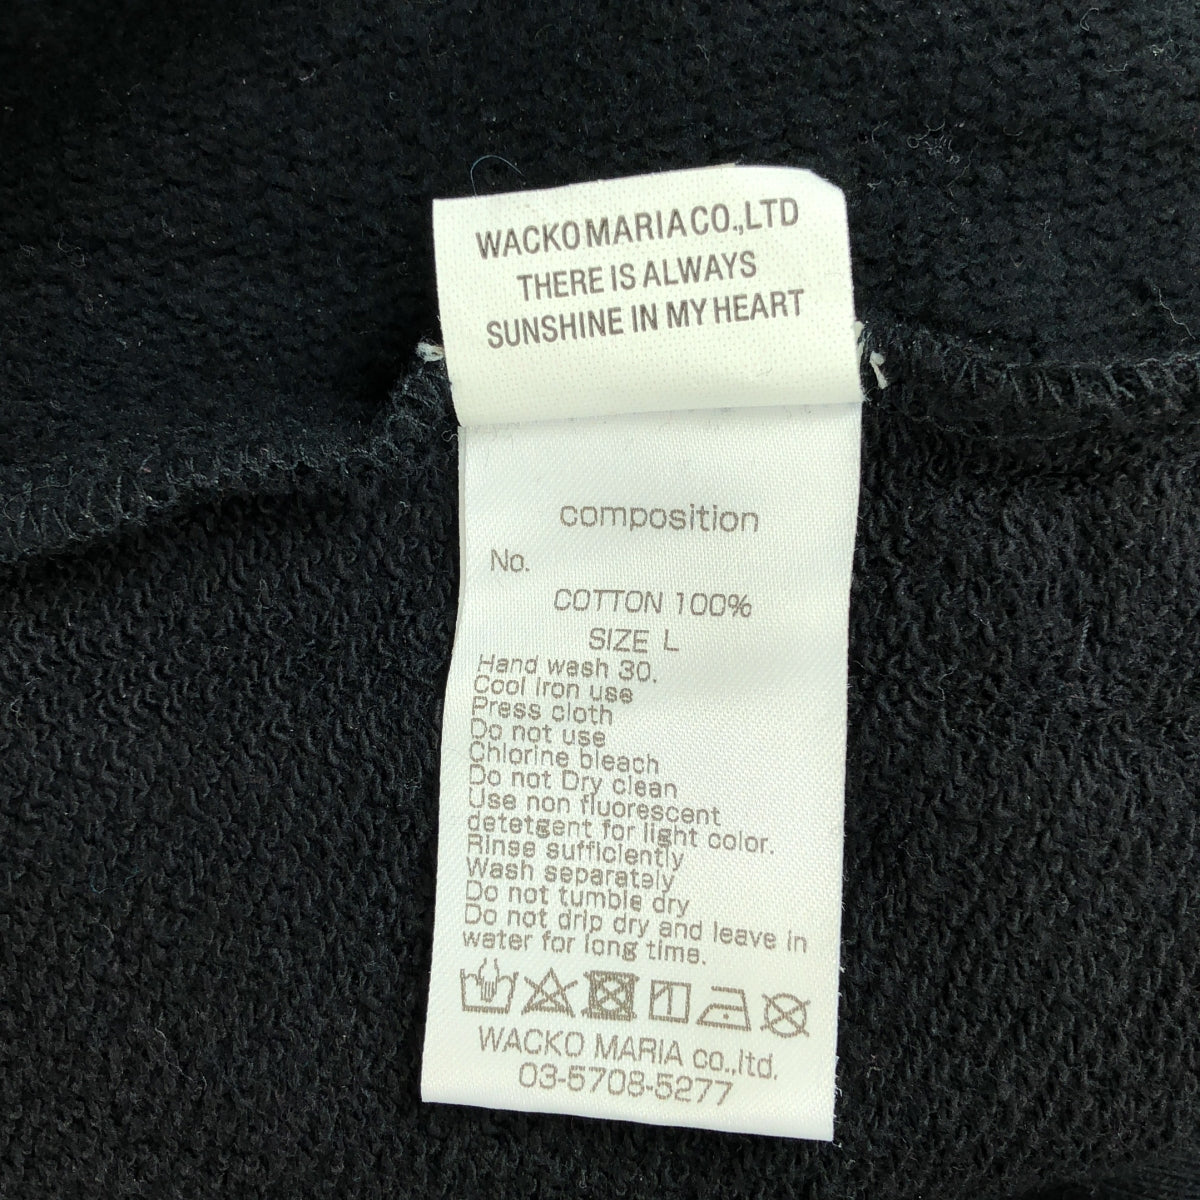 WACKO MARIA CO.,LTD
THERE IS ALWAYS
SUNSHINE IN MY HEART
composition
No.
COTTON 100%
SIZE L
Hand wash 30.
Cool Iron use
Press cloth
Do not use
Chlorine bleach
Do not Dry clean
Use non fluorescent
detetgent for light color.
Rinse sufficiently
Wash separately
Do not tumble dry
Do not drip dry and leave in
water for long time.
WACKO MARIA co.,ltd.
03-5708-5277